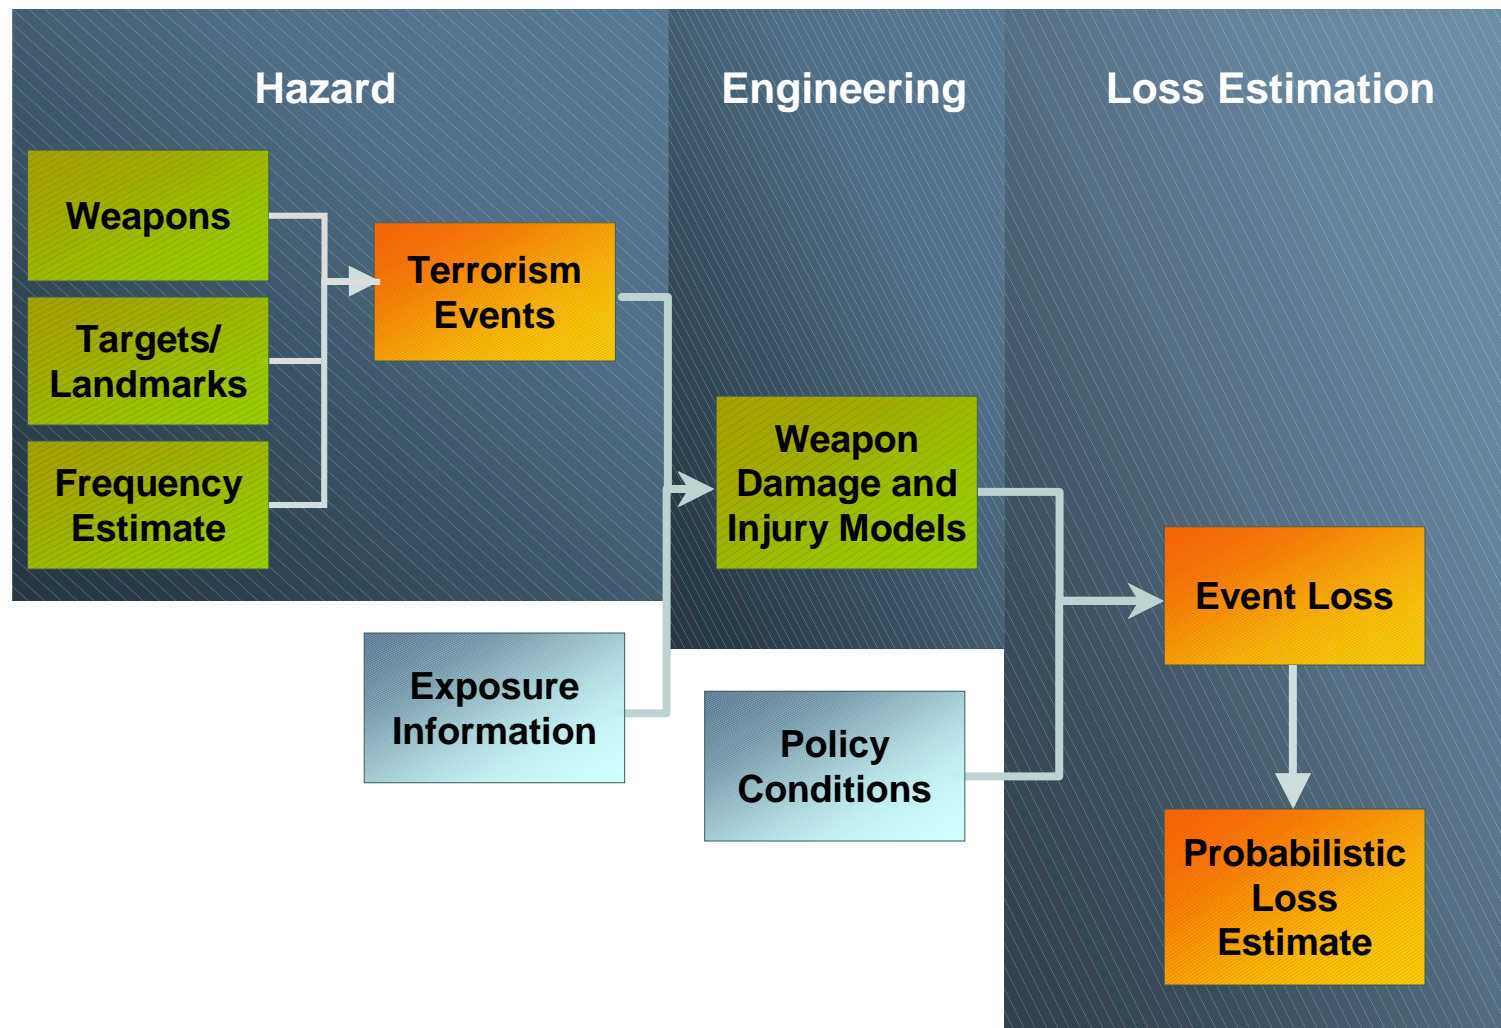 Hazard
Engineering
Loss Estimation
Weapons
Targets/
Landmarks
Frequency
Estimate
Terrorism
Events
Weapon
Damage and
Injury Models
Exposure
Information
Policy
Conditions
Event Loss
Probabilistic
Loss
Estimate